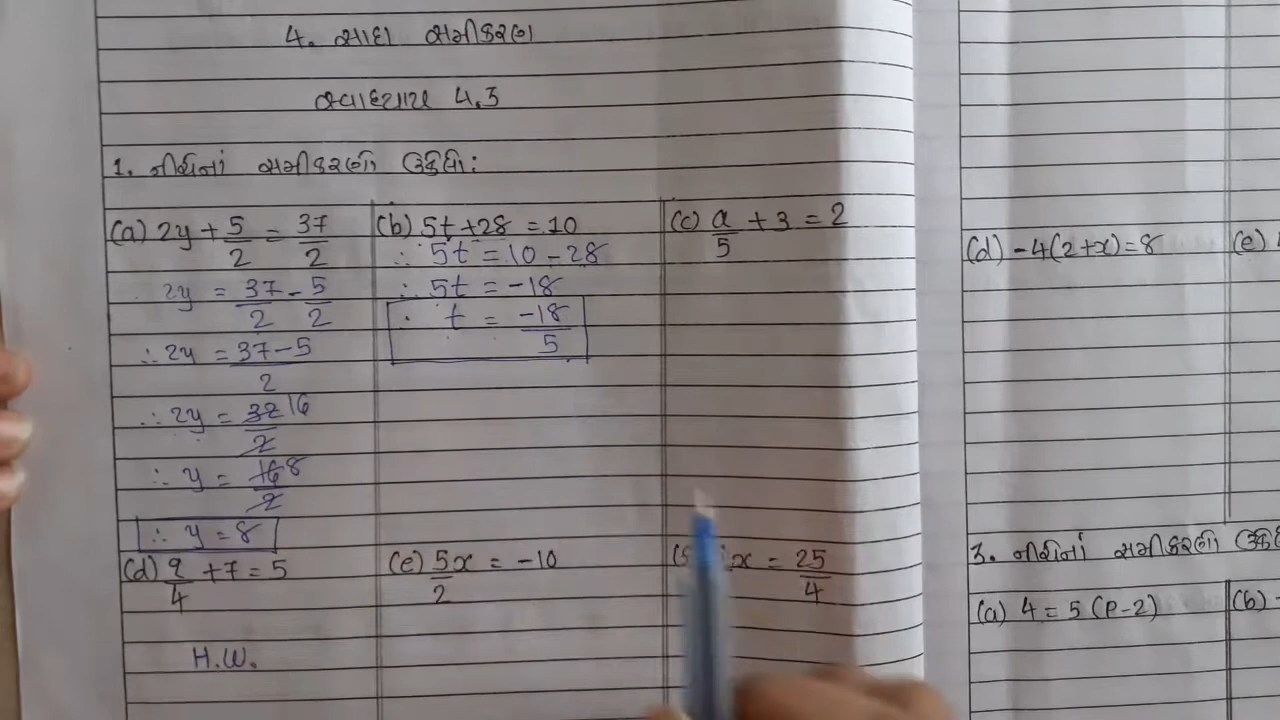 4. સાદા સમીકરણ
સ્વાધ્યાય 4.3
1. નીચેનાં સમીકરણો ઉકેલો:
(a) 2y + 5/2 = 37/2
2y = 37/2 - 5/2
∴ 2y = 37-5/2
∴ 2y = 32/2 16
∴ y = 16/2 8
∴ y = 8
(b) 5t + 28 = 10
∴ 5t = 10 - 28
∴ 5t = -18
∴ t = -18/5
(c) a/5 + 3 = 2
(d) q/4 + 7 = 5
H.W.
(e) 5x/2 = -10
x = 25/4
(d) -4(2+x) = 8
(e)
3. નીચેનાં સમીકરણો
(a) 4 = 5(P-2)
(b) -